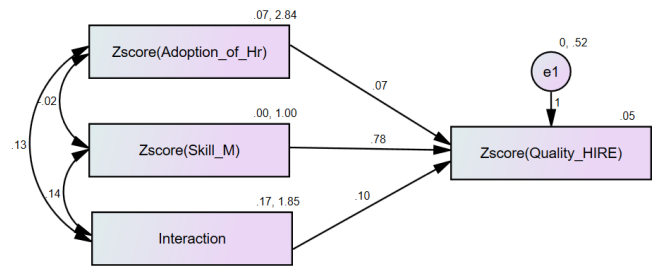 .07, 2.84
0, .52
Zscore(Adoption_of_Hr)
e1
.07
-.02
1
.00, 1.00
.05
.13
Zscore(Skill_M)
.78
Zscore(Quality_HIRE)
.14
.17, 1.85
.10
Interaction